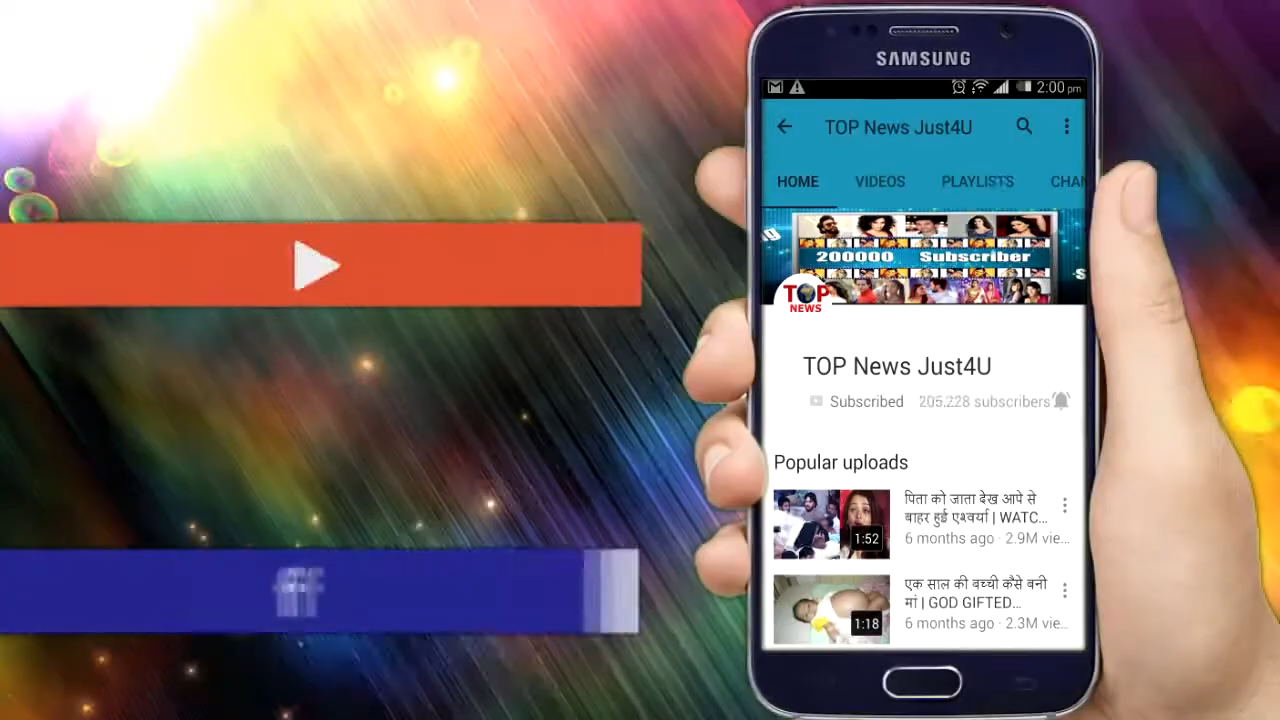 SAMSUNG
2:00 pm
TOP News Just4U
HOME VIDEOS PLAYLISTS CHAN
200000 Subscriber
TOP
NEWS
TOP News Just4U
Subscribed 205,228 subscribers
Popular uploads
पिता को जाता देख आपे से
बाहर हुई एश्वर्या | WATC...
1:52
6 months ago · 2.9M vie...
एक साल की बच्ची कैसे बनी
मां | GOD GIFTED...
1:18
6 months ago · 2.3M vie...